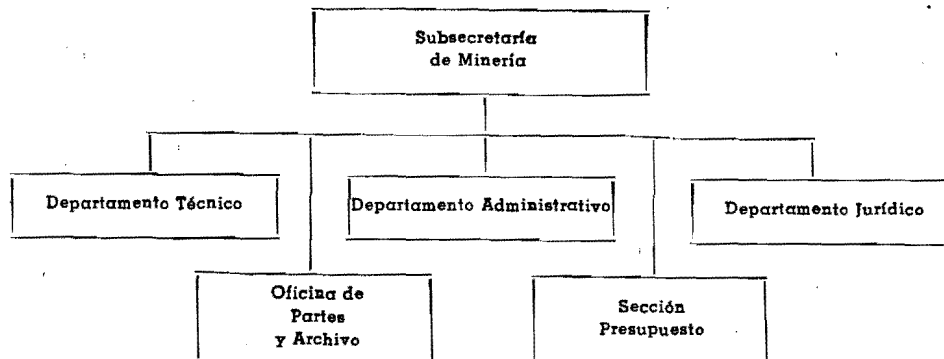 Subsecretaría
de Minería
Departamento Técnico
Departamento Administrativo
Departamento Jurídico
Oficina de
Partes
y Archivo
Sección
Presupuesto